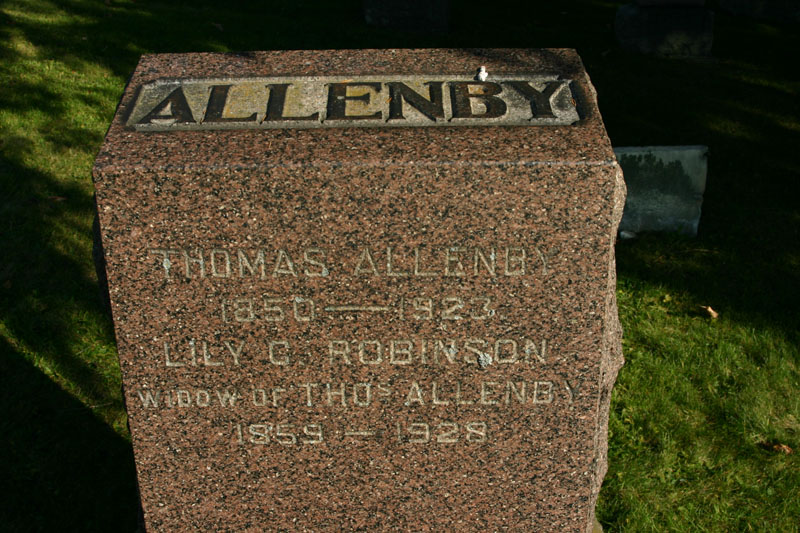 ALLENBY
THOMAS ALLENBY
1850 — 1923
LILY G. ROBINSON
WIDOW OF THOS ALLENBY
1859 — 1928